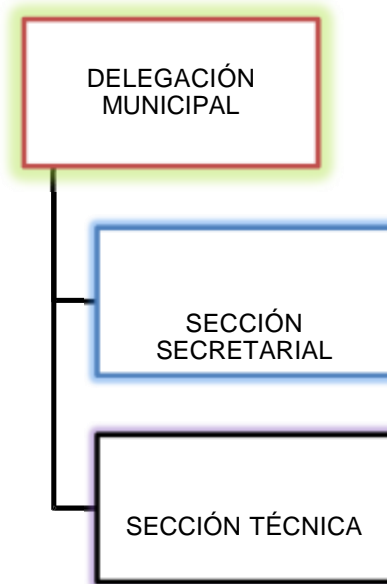 DELEGACIÓN
MUNICIPAL
SECCIÓN
SECRETARIAL
SECCIÓN TÉCNICA